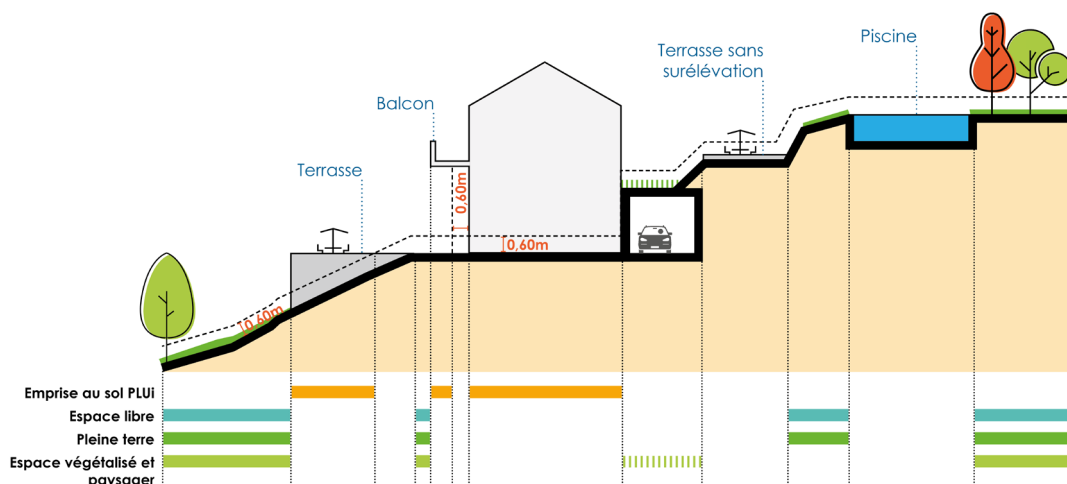 Piscine
Terrasse sans
surélévation
Balcon
Terrasse
0,60m
0,60m
0,60m
Emprise au sol PLUi
Espace libre
Pleine terre
Espace végétalisé et
paysager